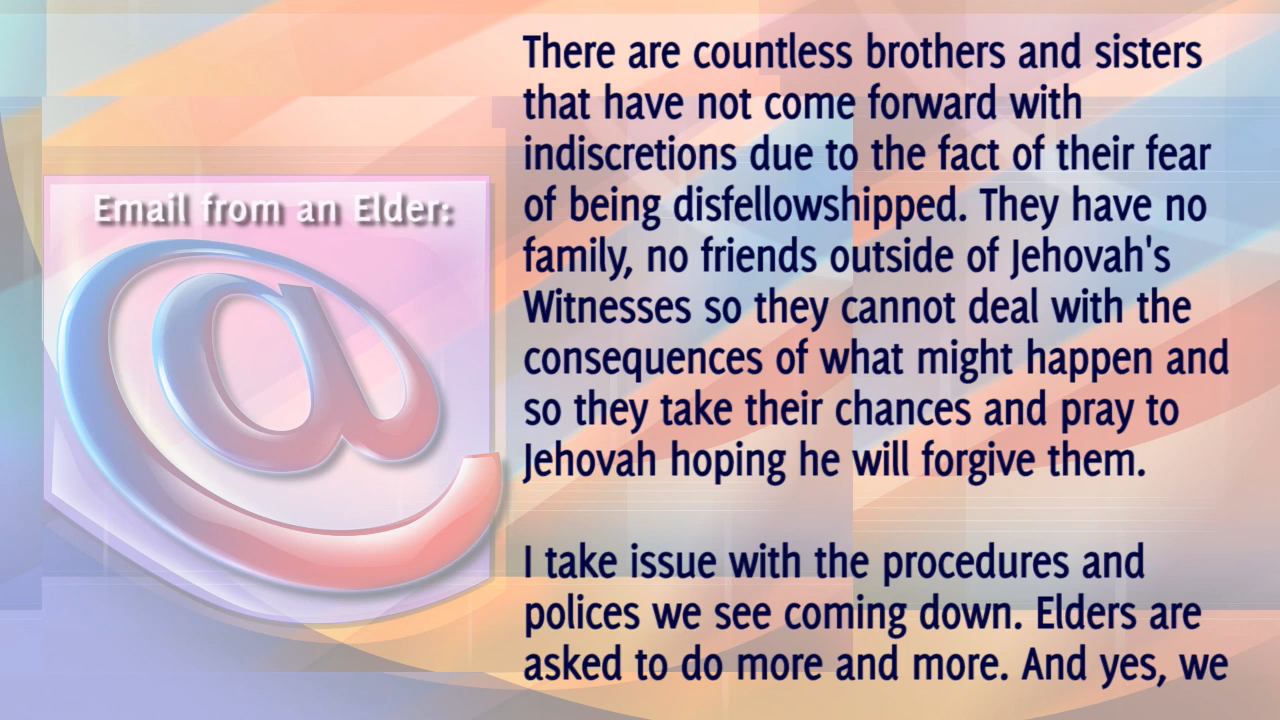 Email from an Elder:
There are countless brothers and sisters
that have not come forward with
indiscretions due to the fact of their fear
of being disfellowshipped. They have no
family, no friends outside of Jehovah's
Witnesses so they cannot deal with the
consequences of what might happen and
so they take their chances and pray to
Jehovah hoping he will forgive them.
I take issue with the procedures and
polices we see coming down. Elders are
asked to do more and more. And yes, we
@